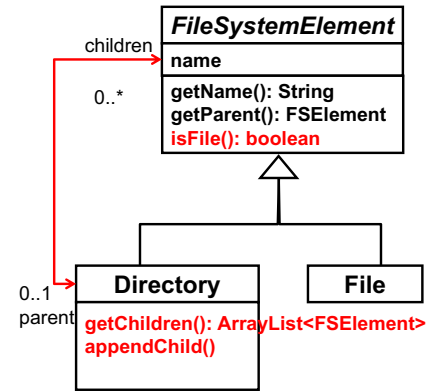 FileSystemElement
children
name
0..*
getName(): String
getParent(): FSElement
isFile(): boolean
Directory
File
0..1
parent
getChildren(): ArrayList<FSElement>
appendChild()